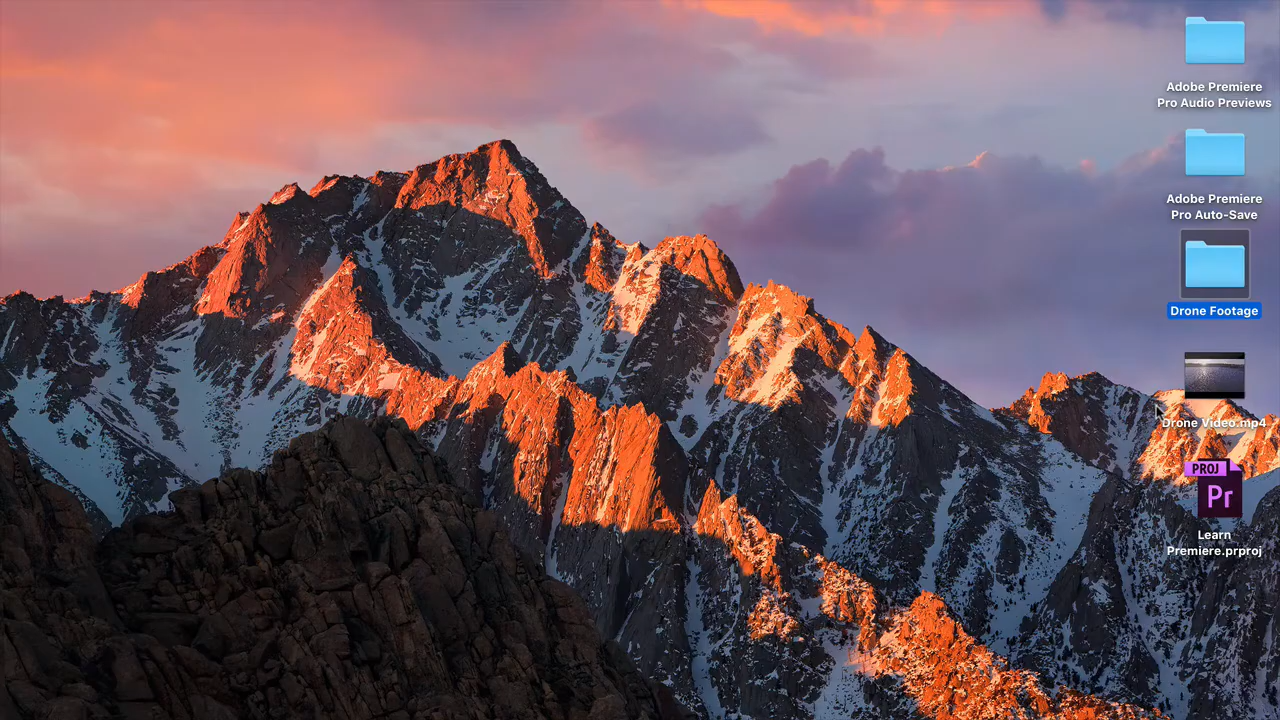 Adobe Premiere
Pro Audio Previews
Adobe Premiere
Pro Auto-Save
Drone Footage
Drone Video.mp4
PROJ
Pr
Learn
Premiere.prproj